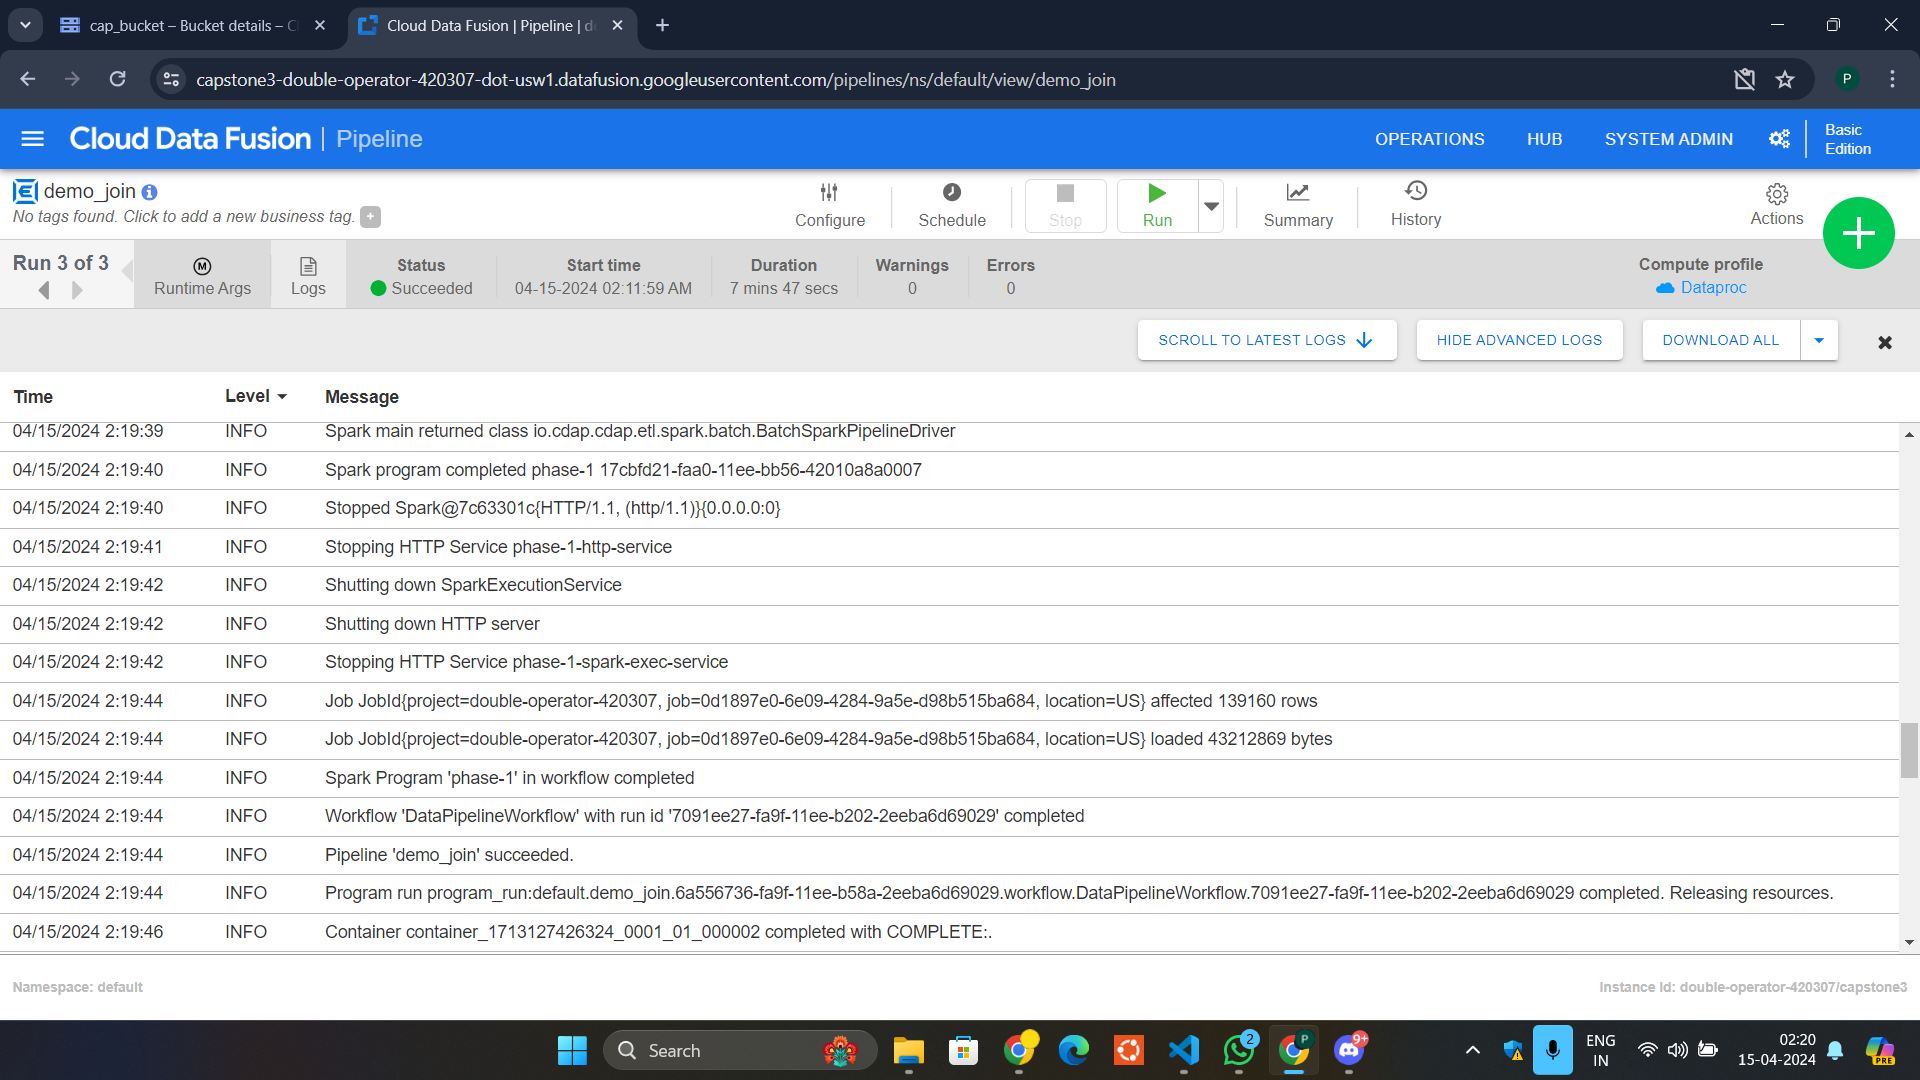 cap_bucket – Bucket details – C
Cloud Data Fusion | Pipeline | d
capstone3-double-operator-420307-dot-usw1.datafusion.googleusercontent.com/pipelines/ns/default/view/demo_join
P
Cloud Data Fusion | Pipeline
OPERATIONS
HUB
SYSTEM ADMIN
Basic
Edition
demo_join
No tags found. Click to add a new business tag.
Configure
Schedule
Stop
Run
Summary
History
Actions
Run 3 of 3
M
Runtime Args
Logs
Status
Succeeded
Start time
04-15-2024 02:11:59 AM
Duration
7 mins 47 secs
Warnings
0
Errors
0
Compute profile
Dataproc
SCROLL TO LATEST LOGS
HIDE ADVANCED LOGS
DOWNLOAD ALL
Time Level Message
04/15/2024 2:19:39 INFO Spark main returned class io.cdap.cdap.etl.spark.batch.BatchSparkPipelineDriver
04/15/2024 2:19:40 INFO Spark program completed phase-1 17cbfd21-faa0-11ee-bb56-42010a8a0007
04/15/2024 2:19:40 INFO Stopped Spark@7c63301c{HTTP/1.1, (http/1.1)}{0.0.0.0:0}
04/15/2024 2:19:41 INFO Stopping HTTP Service phase-1-http-service
04/15/2024 2:19:42 INFO Shutting down SparkExecutionService
04/15/2024 2:19:42 INFO Shutting down HTTP server
04/15/2024 2:19:42 INFO Stopping HTTP Service phase-1-spark-exec-service
04/15/2024 2:19:44 INFO Job JobId{project=double-operator-420307, job=0d1897e0-6e09-4284-9a5e-d98b515ba684, location=US} affected 139160 rows
04/15/2024 2:19:44 INFO Job JobId{project=double-operator-420307, job=0d1897e0-6e09-4284-9a5e-d98b515ba684, location=US} loaded 43212869 bytes
04/15/2024 2:19:44 INFO Spark Program 'phase-1' in workflow completed
04/15/2024 2:19:44 INFO Workflow 'DataPipelineWorkflow' with run id '7091ee27-fa9f-11ee-b202-2eeba6d69029' completed
04/15/2024 2:19:44 INFO Pipeline 'demo_join' succeeded.
04/15/2024 2:19:44 INFO Program run program_run:default.demo_join.6a556736-fa9f-11ee-b58a-2eeba6d69029.workflow.DataPipelineWorkflow.7091ee27-fa9f-11ee-b202-2eeba6d69029 completed. Releasing resources.
04/15/2024 2:19:46 INFO Container container_1713127426324_0001_01_000002 completed with COMPLETE:.
Namespace: default
Instance Id: double-operator-420307/capstone3
Search
2
P
9+
ENG
IN
02:20
15-04-2024
PRE